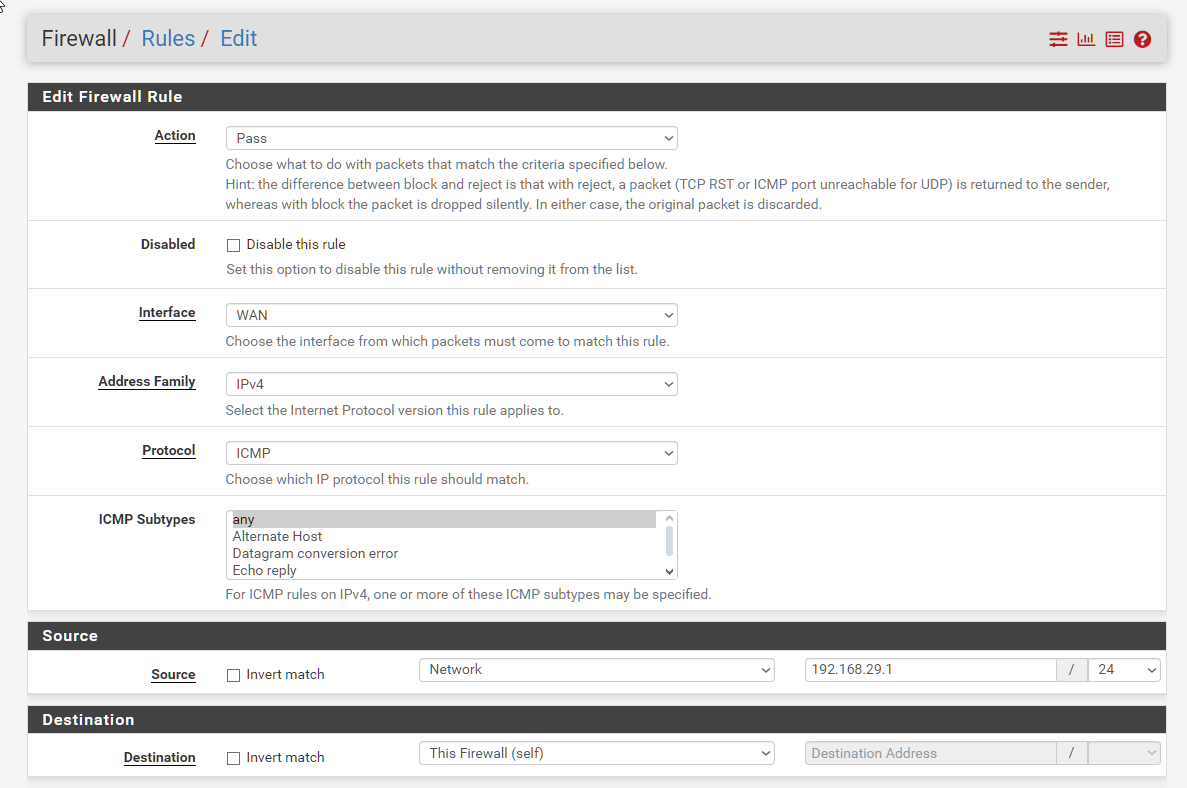 Firewall / Rules / Edit
Edit Firewall Rule
Action
Pass
Choose what to do with packets that match the criteria specified below.
Hint: the difference between block and reject is that with reject, a packet (TCP RST or ICMP port unreachable for UDP) is returned to the sender,
whereas with block the packet is dropped silently. In either case, the original packet is discarded.
Disabled
Disable this rule
Set this option to disable this rule without removing it from the list.
Interface
WAN
Choose the interface from which packets must come to match this rule.
Address Family
IPv4
Select the Internet Protocol version this rule applies to.
Protocol
ICMP
Choose which IP protocol this rule should match.
ICMP Subtypes
any
Alternate Host
Datagram conversion error
Echo reply
For ICMP rules on IPv4, one or more of these ICMP subtypes may be specified.
Source
Source Invert match Network 192.168.29.1 / 24
Destination
Destination Invert match This Firewall (self) Destination Address /